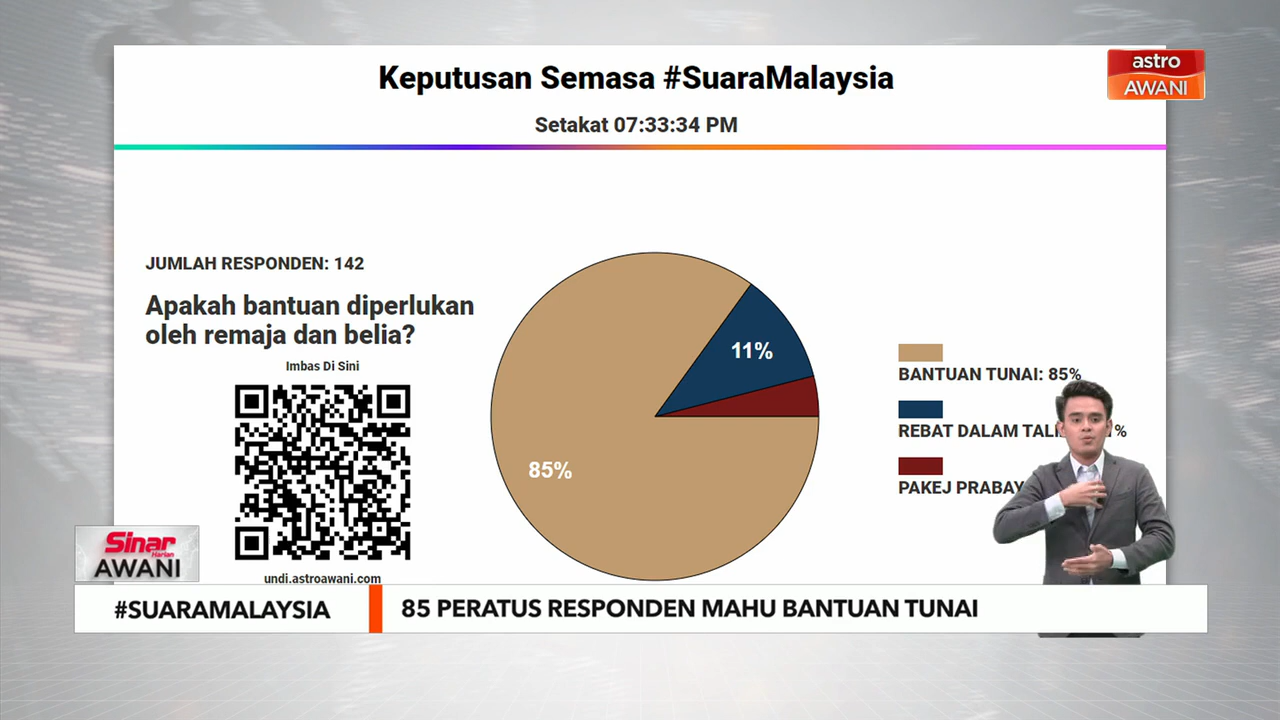 Keputusan Semasa #SuaraMalaysia
astro
AWANI
Setakat 07:33:34 PM
JUMLAH RESPONDEN: 142
Apakah bantuan diperlukan
oleh remaja dan belia?
Imbas Di Sini
11%
85%
BANTUAN TUNAI: 85%
REBAT DALAM
PAKEJ
Sinar
Harian
AWANI
undi.astroawani.com
#SUARAMALAYSIA
85 PERATUS RESPONDEN MAHU BANTUAN TUNAI